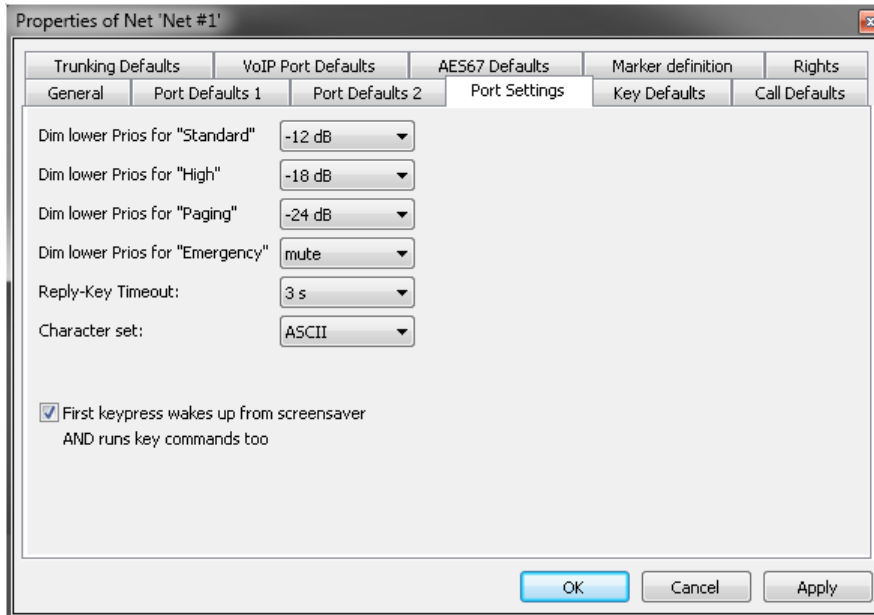 Properties of Net 'Net #1'
x
Trunking Defaults VoIP Port Defaults AES67 Defaults Marker definition Rights
General Port Defaults 1 Port Defaults 2 Port Settings Key Defaults Call Defaults
Dim lower Prios for "Standard" -12 dB
Dim lower Prios for "High" -18 dB
Dim lower Prios for "Paging" -24 dB
Dim lower Prios for "Emergency" mute
Reply-Key Timeout: 3 s
Character set: ASCII
First keypress wakes up from screensaver
AND runs key commands too
OK Cancel Apply